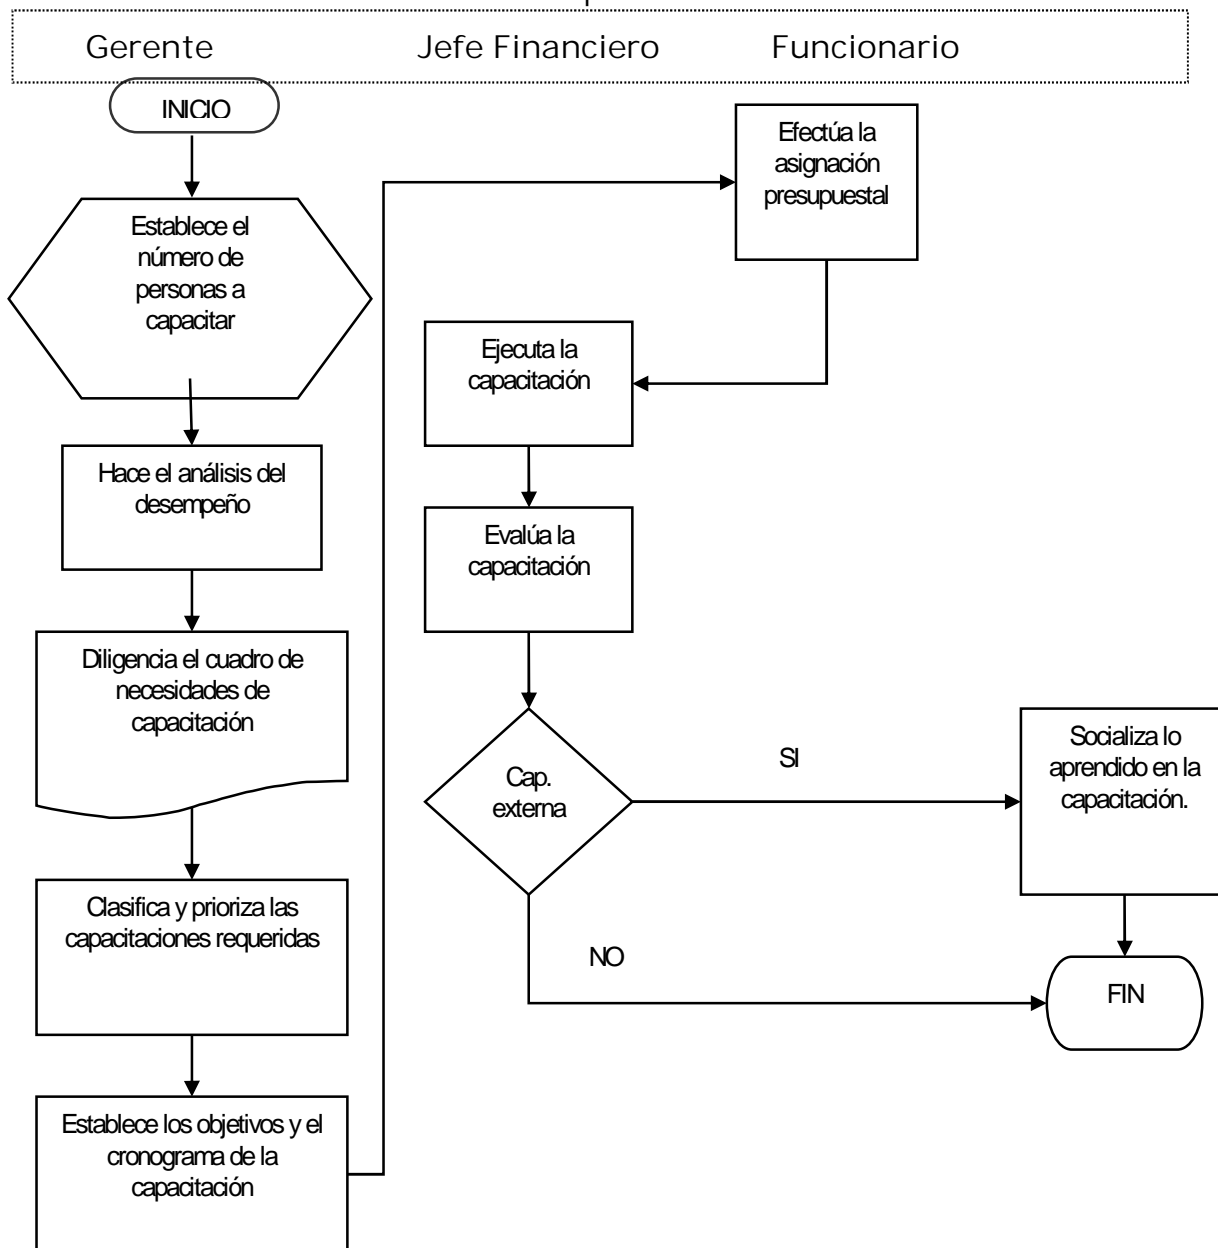 Gerente
Jefe Financiero
Funcionario
INICIO
Establece el
número de
personas a
capacitar
Hace el análisis del
desempeño
Diligencia el cuadro de
necesidades de
capacitación
Clasifica y prioriza las
capacitaciones requeridas
Establece los objetivos y el
cronograma de la
capacitación
Efectúa la
asignación
presupuestal
Ejecuta la
capacitación
Evalúa la
capacitación
Cap.
externa
SI
NO
Socializa lo
aprendido en la
capacitación.
FIN